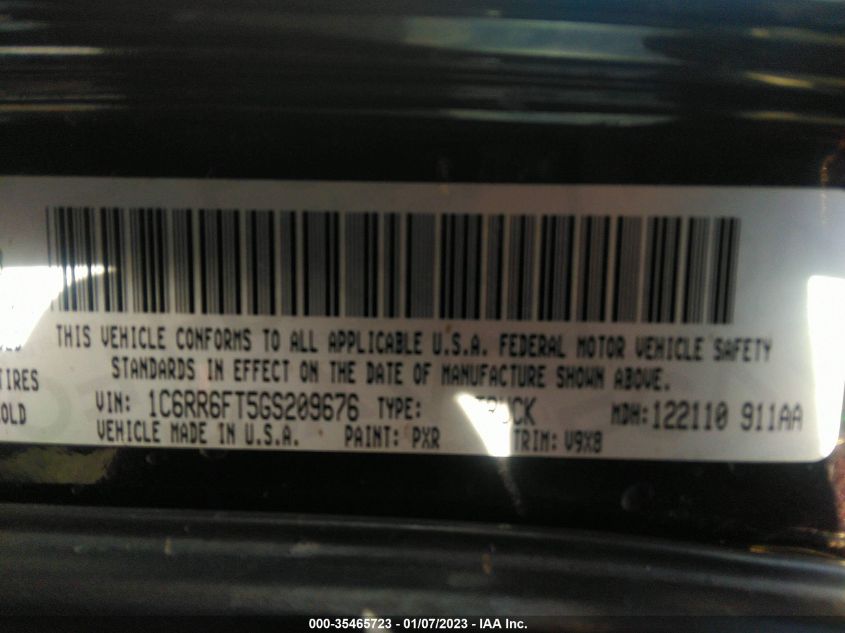 THIS VEHICLE CONFORMS TO ALL APPLICABLE U.S.A. FEDERAL MOTOR VEHICLE SAFETY
STANDARDS IN EFFECT ON THE DATE OF MANUFACTURE SHOWN ABOVE.
TIRES
VIN: 1C6RR6FT5GS209676 TYPE: TRUCK MDH: 122110 911AA
OLD
VEHICLE MADE IN U.S.A. PAINT: PXR TRIM: V9X8
000-35465723 - 01/07/2023 - IAA Inc.